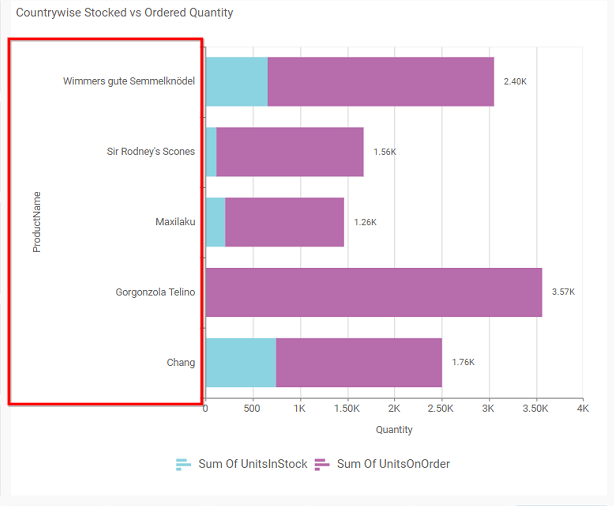 Countrywise Stocked vs Ordered Quantity
ProductName
Wimmers gute Semmelknödel
2.40K
Sir Rodney's Scones
1.56K
Maxilaku
1.26K
Gorgonzola Telino
3.57K
Chang
1.76K
0 500 1K 1.50K 2K 2.50K 3K 3.50K 4K
Quantity
Sum Of UnitsInStock Sum Of UnitsOnOrder